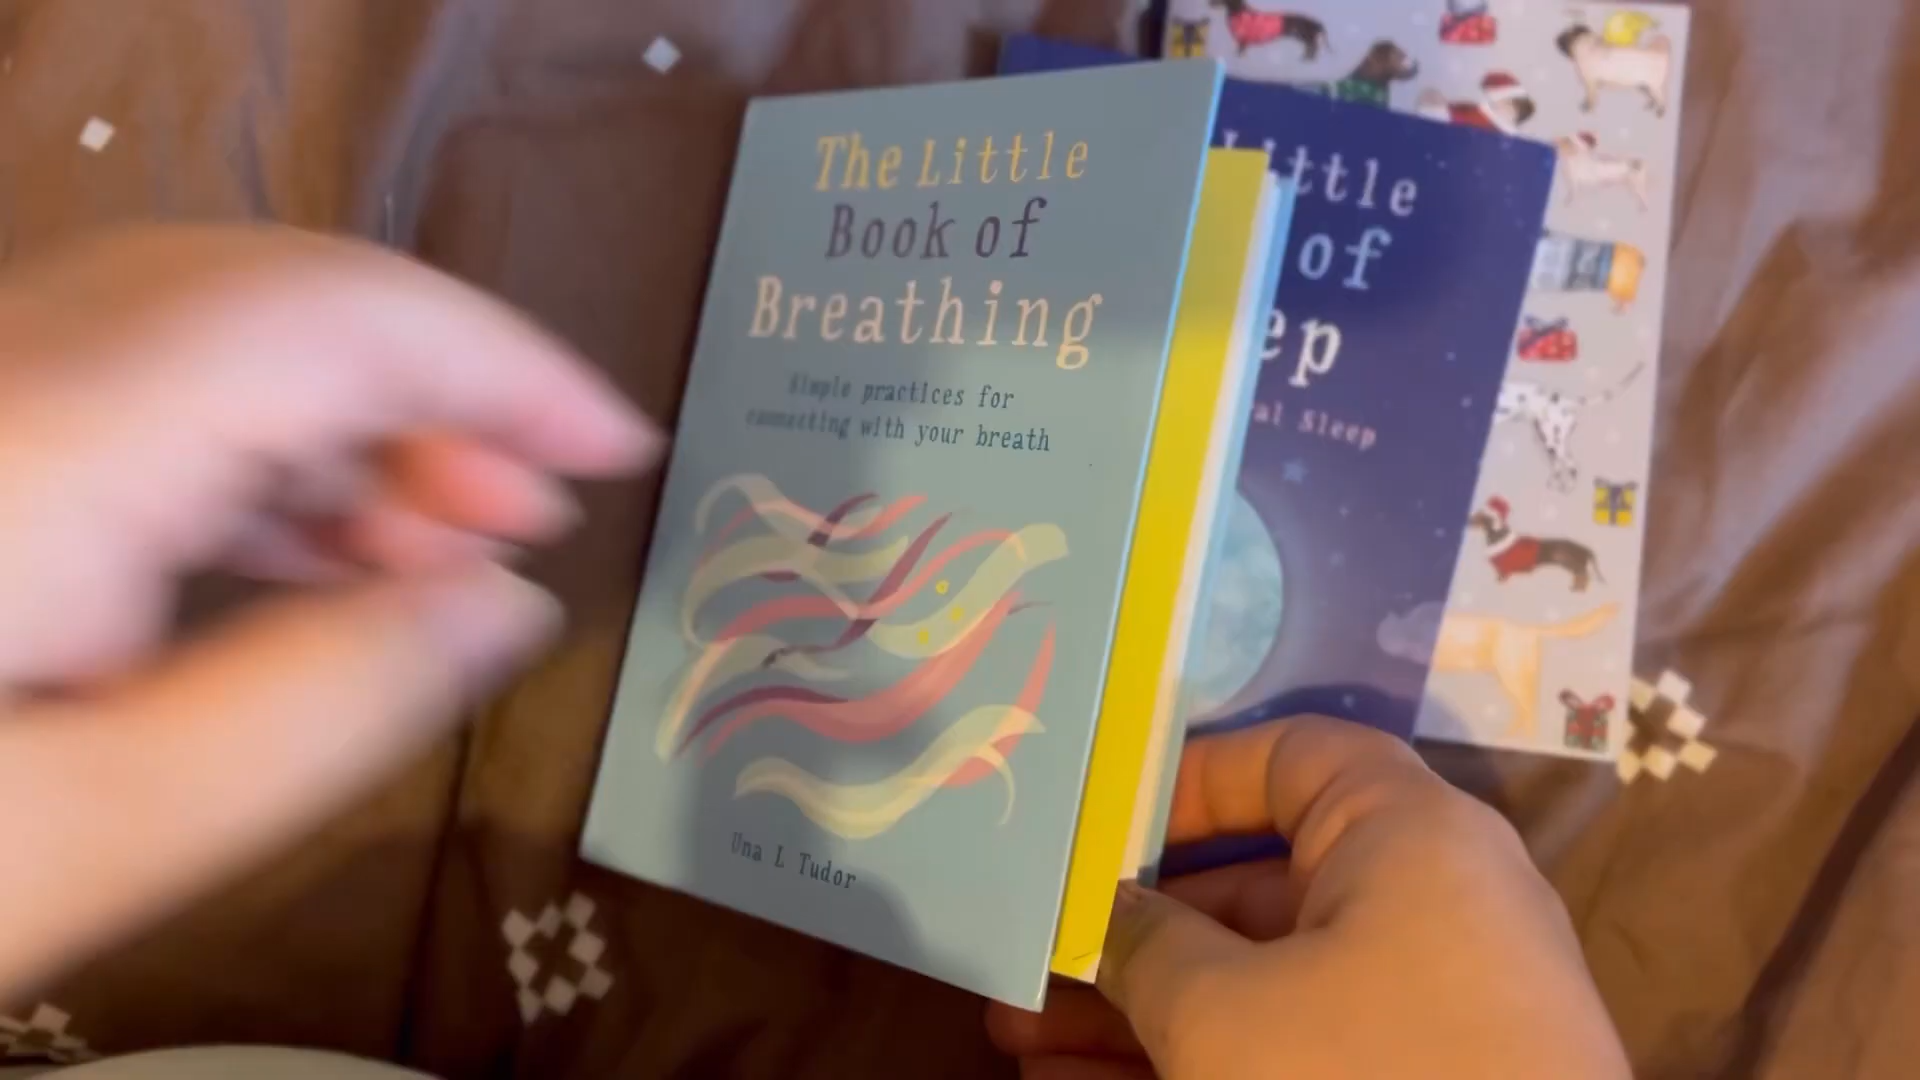 The Little
Book of
Breathing
Simple practices for
connecting with your breath
Una L Tudor
ittle
of
ep
al Sleep